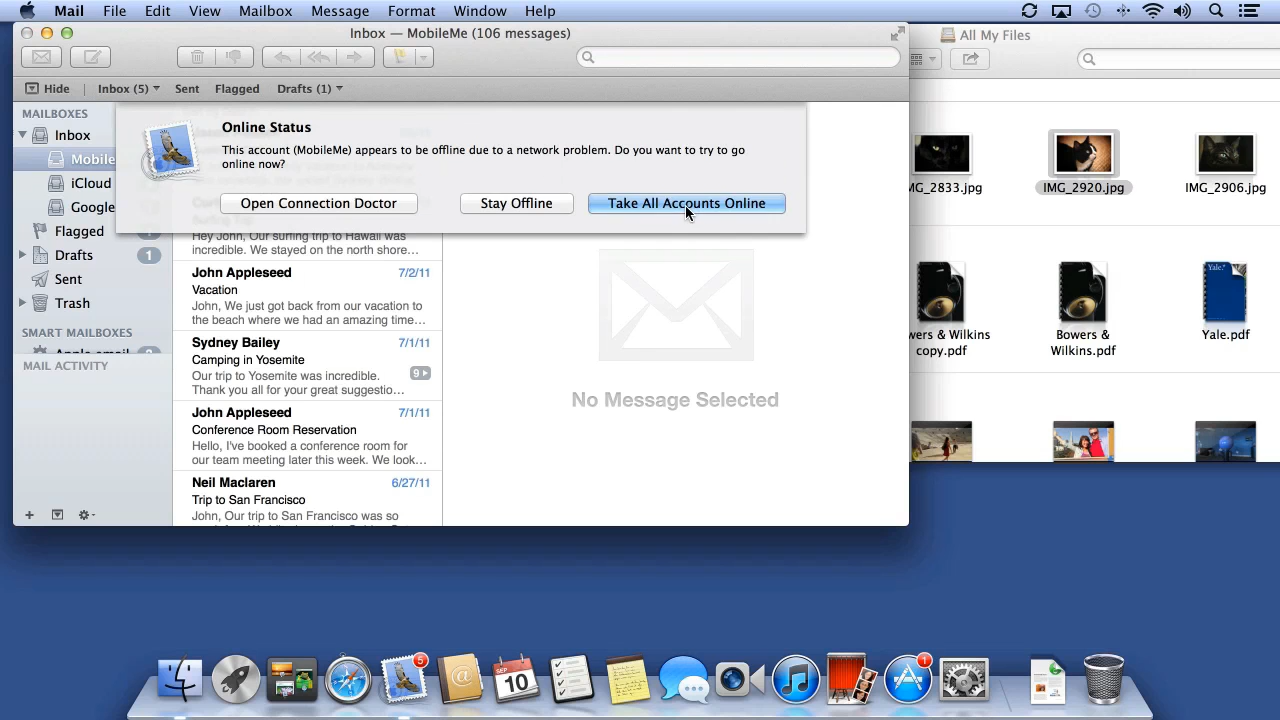 Mail File Edit View Mailbox Message Format Window Help
Inbox — MobileMe (106 messages)
All My Files
Hide Inbox (5) Sent Flagged Drafts (1)
MAILBOXES
Inbox
Mobile
iCloud
Google
Flagged
Drafts 1
Sent
Trash
SMART MAILBOXES
MAIL ACTIVITY
Online Status
This account (MobileMe) appears to be offline due to a network problem. Do you want to try to go
online now?
Open Connection Doctor Stay Offline Take All Accounts Online
Hey John, Our surfing trip to Hawaii was
incredible. We stayed on the north shore...
John Appleseed 7/2/11
Vacation
John, We just got back from our vacation to
the beach where we had an amazing time...
Sydney Bailey 7/1/11
Camping in Yosemite
Our trip to Yosemite was incredible.
Thank you all for your great suggestio...
9
John Appleseed 7/1/11
Conference Room Reservation
Hello, I've booked a conference room for
our team meeting later this week. We look...
Neil Maclaren 6/27/11
Trip to San Francisco
John, Our trip to San Francisco was so
No Message Selected
MG_2833.jpg
IMG_2920.jpg
IMG_2906.jpg
wers & Wilkins
copy.pdf
Bowers &
Wilkins.pdf
Yale.
Yale.pdf
5
SEP
10
1